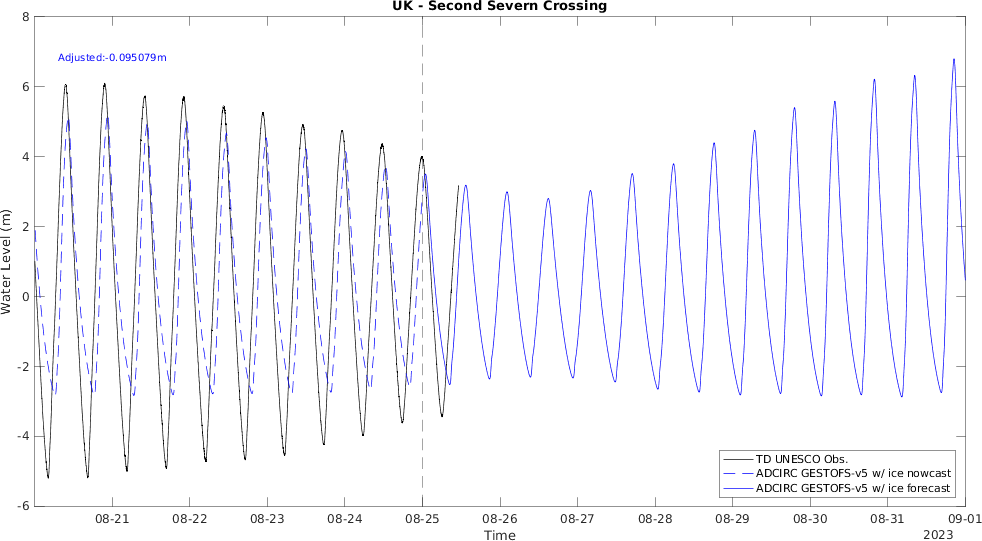 UK - Second Severn Crossing
8
6
4
2
0
-2
-4
-6
Water Level (m)
Adjusted:-0.095079m
TD UNESCO Obs.
ADCIRC GESTOFS-v5 w/ ice nowcast
ADCIRC GESTOFS-v5 w/ ice forecast
08-21 08-22 08-23 08-24 08-25 08-26 08-27 08-28 08-29 08-30 08-31 09-01
Time
2023